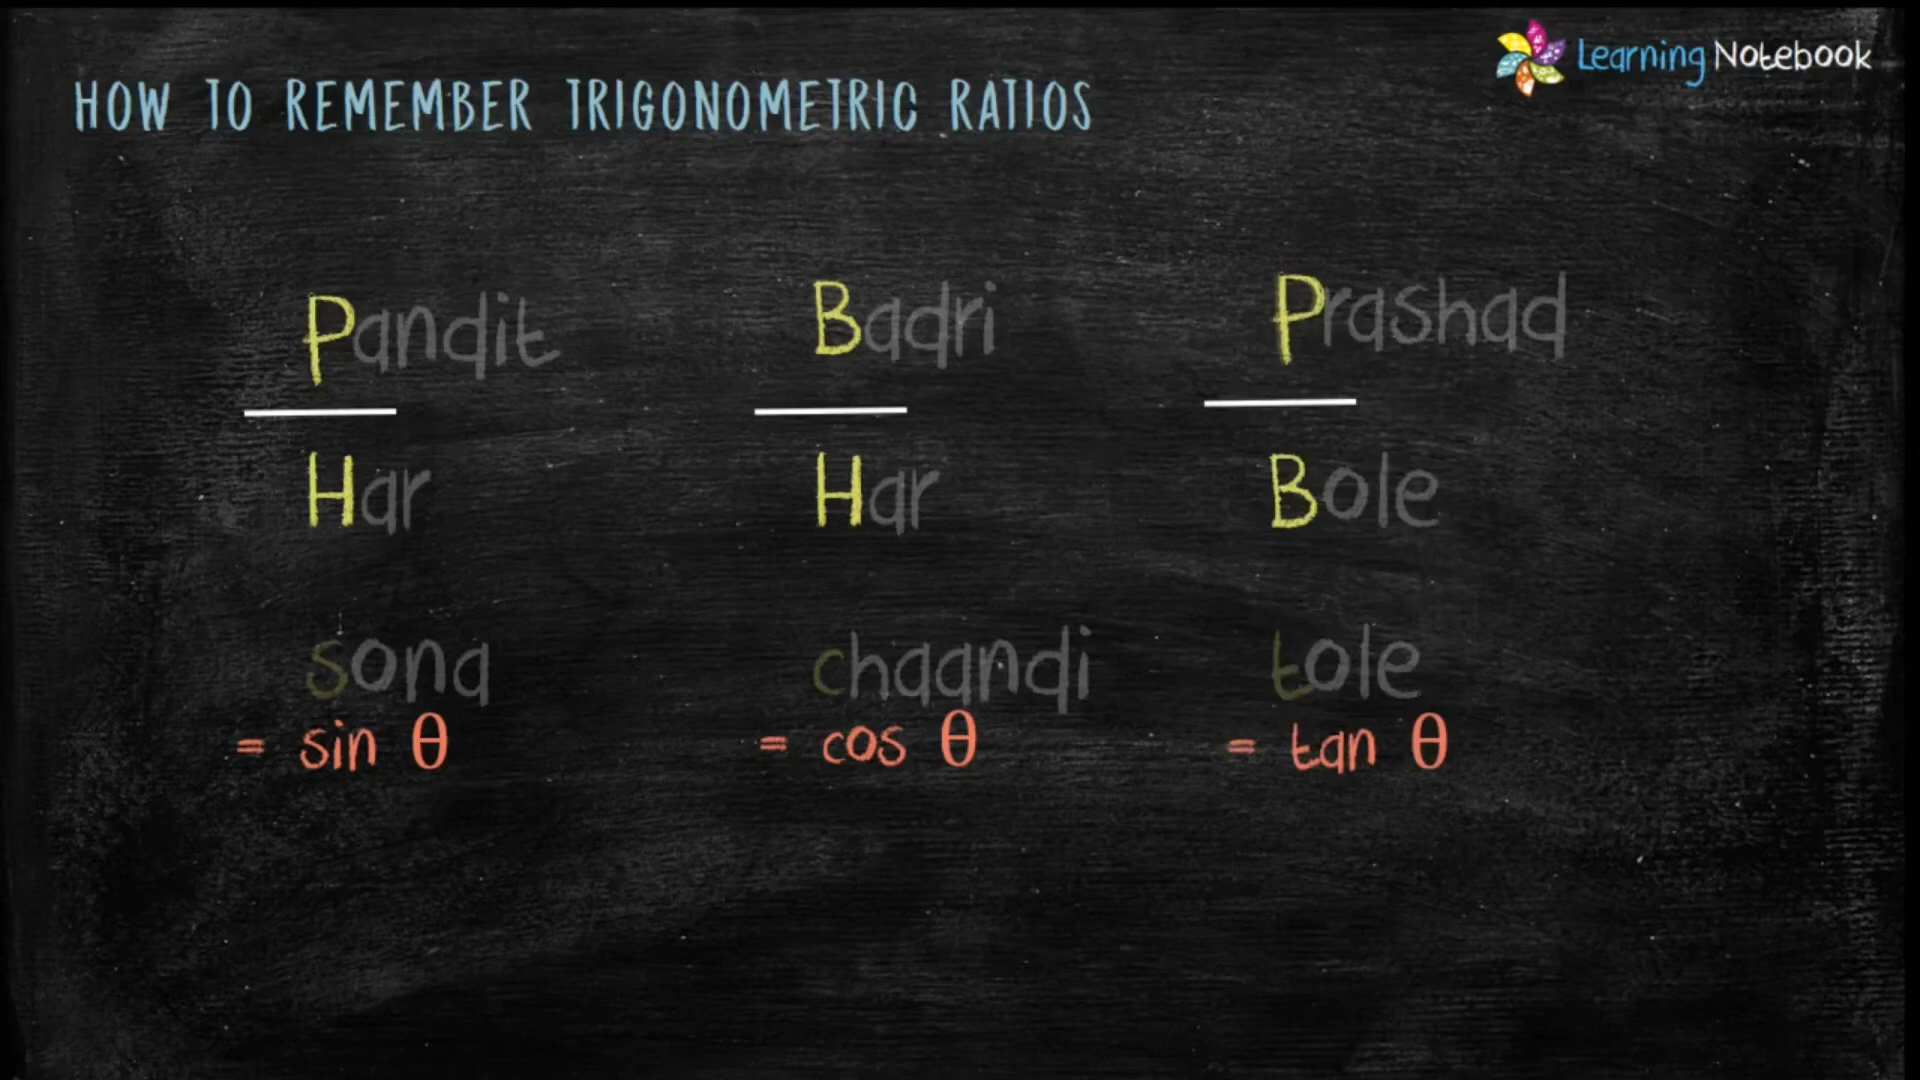 Learning Notebook
HOW TO REMEMBER TRIGONOMETRIC RATIOS
Pandit Badri Prashad
Har Har Bole
sona chaandi tole
= sin θ = cos θ = tan θ